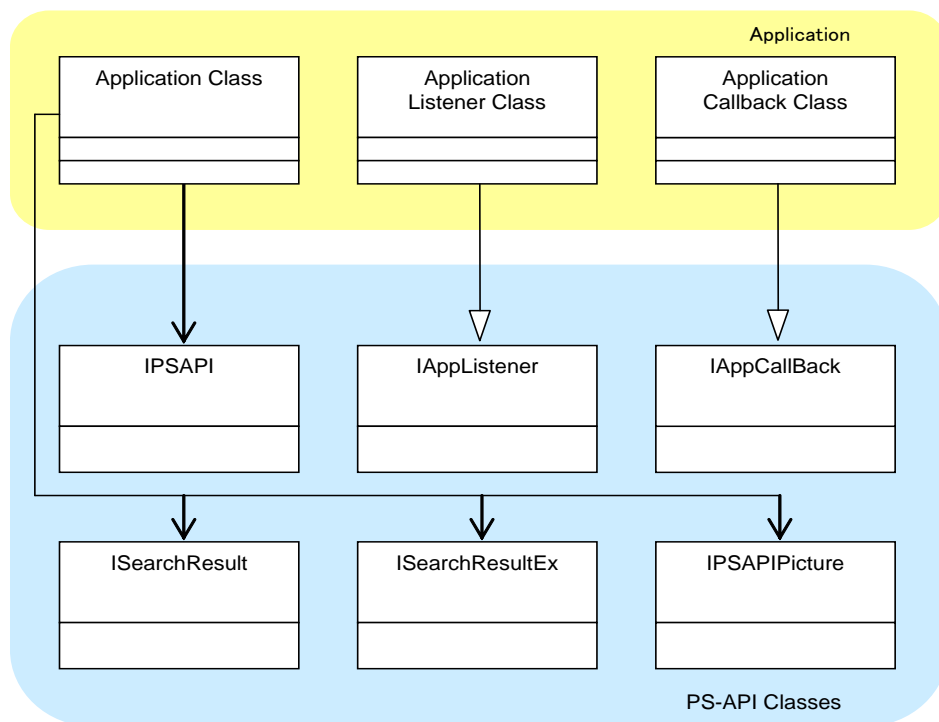 Application
Application Class
Application
Listener Class
Application
Callback Class
IPSAPI
IAppListener
IAppCallBack
ISearchResult
ISearchResultEx
IPSAPIPicture
PS-API Classes